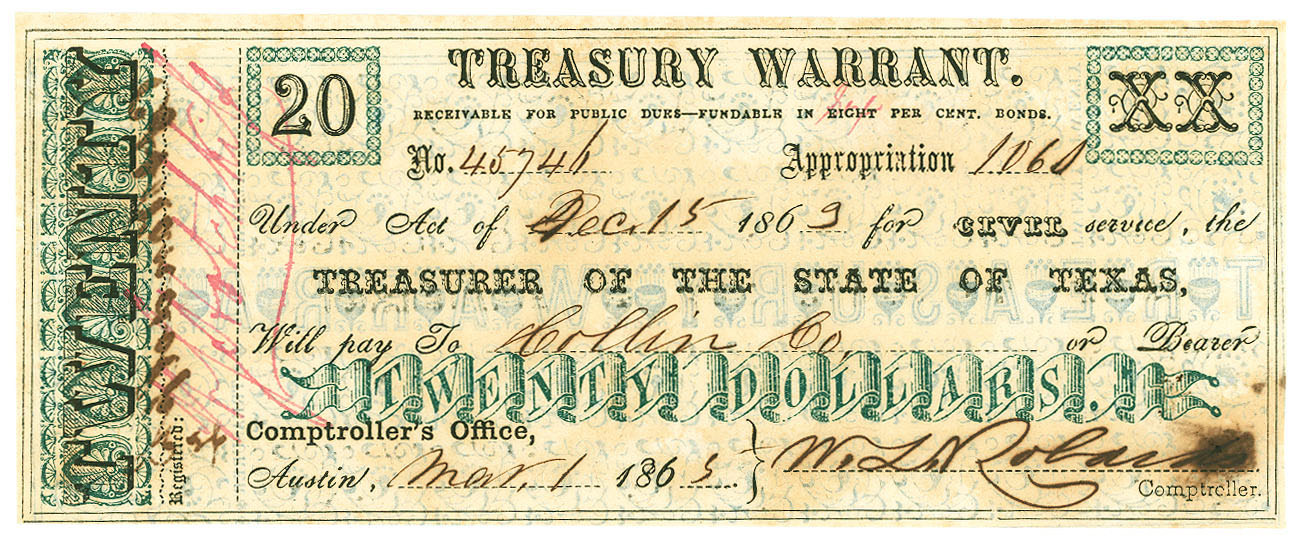 TWENTY
20
TREASURY WARRANT.
XX
RECEIVABLE FOR PUBLIC DUES—FUNDABLE IN EIGHT PER CENT. BONDS.
No. 45746 Appropriation 1060
Under Act of Dec. 15 1863 for CIVIL service, the
TREASURER OF THE STATE OF TEXAS,
Will pay To Collin Co. or Bearer
TWENTY DOLLARS.
Comptroller's Office,
Austin, Mar. 1 1865 W. L. Robards
Comptroller.
Registered: